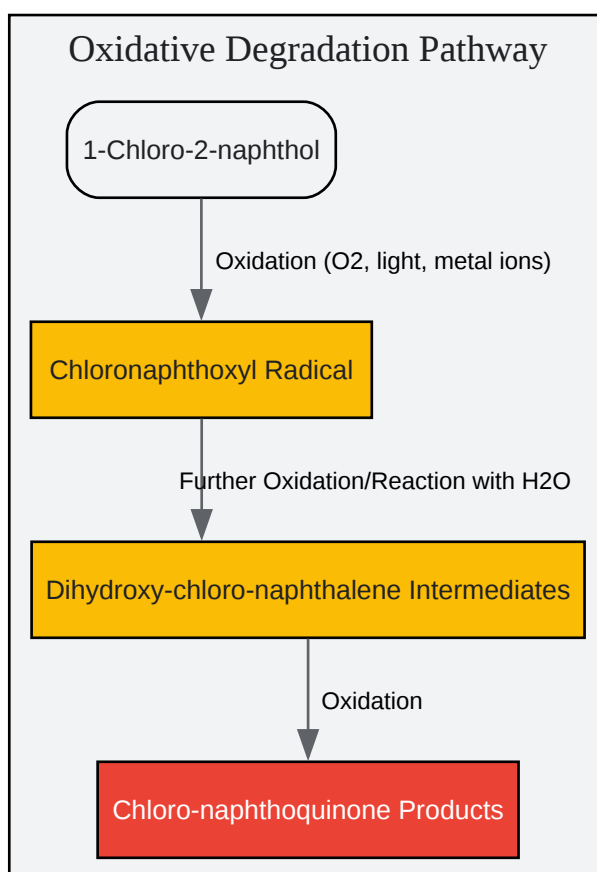 Oxidative Degradation Pathway
1-Chloro-2-naphthol
Oxidation (O2, light, metal ions)
Chloronaphthoxyl Radical
Further Oxidation/Reaction with H2O
Dihydroxy-chloro-naphthalene Intermediates
Oxidation
Chloro-naphthoquinone Products